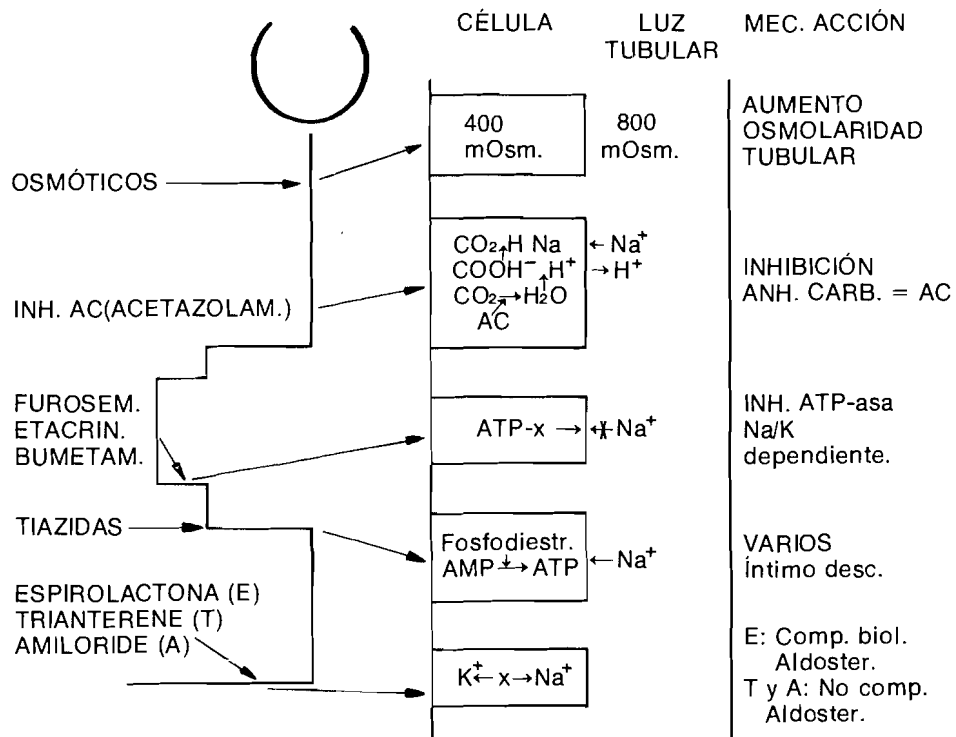 CÉLULA
LUZ
TUBULAR
MEC. ACCIÓN
OSMÓTICOS
400
mOsm.
800
mOsm.
AUMENTO
OSMOLARIDAD
TUBULAR
INH. AC(ACETAZOLAM.)
CO₂↑H Na ← Na⁺
COOH⁻ ↑H⁺ → H⁺
CO₂→H₂O
AC
INHIBICIÓN
ANH. CARB. = AC
FUROSEM.
ETACRIN.
BUMETAM.
ATP-x → ← Na⁺
INH. ATP-asa
Na/K
dependiente.
TIAZIDAS
Fosfodiestr.
AMP → ATP ← Na⁺
VARIOS
Íntimo desc.
ESPIROLACTONA (E)
TRIANTERENE (T)
AMILORIDE (A)
K⁺← x→Na⁺
E: Comp. biol.
Aldoster.
T y A: No comp.
Aldoster.